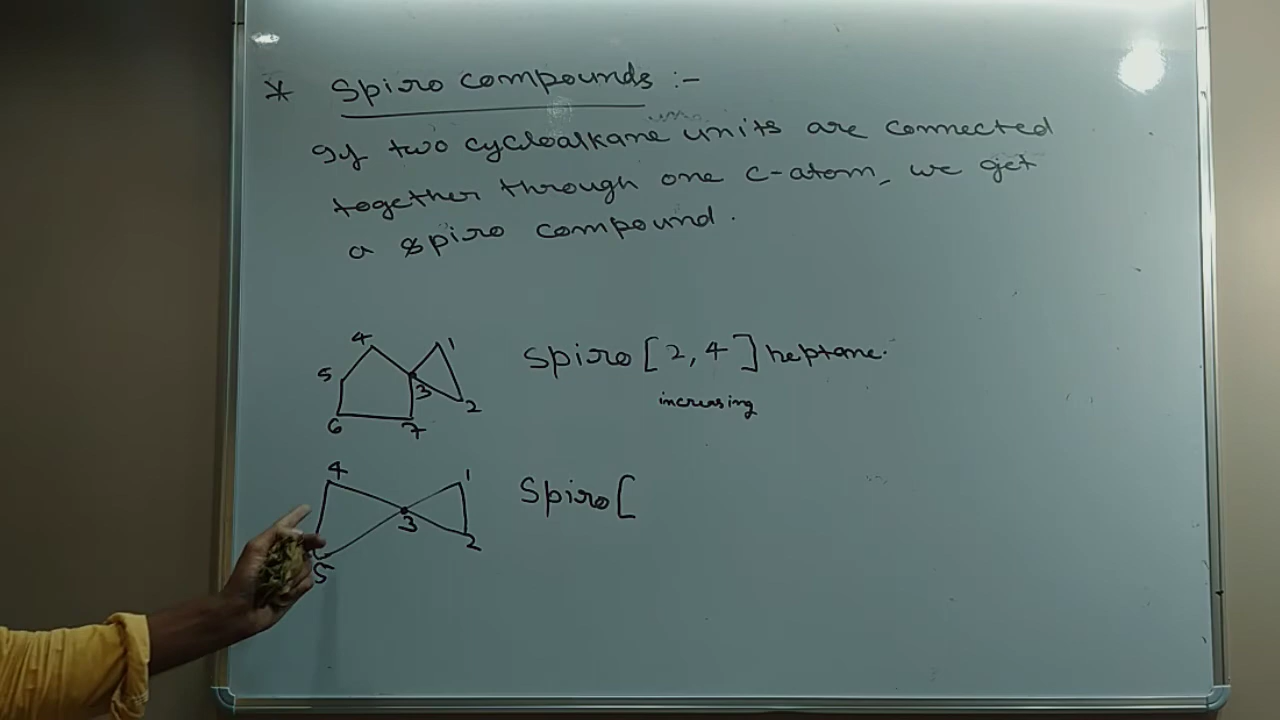 * Spiro compounds :-
If two cycloalkane units are connected
together through one c-atom, we get
a spiro compound.
4 1
5 3 2
6 7
Spiro [2,4] heptane.
increasing
4 1
3
5 2
Spiro [